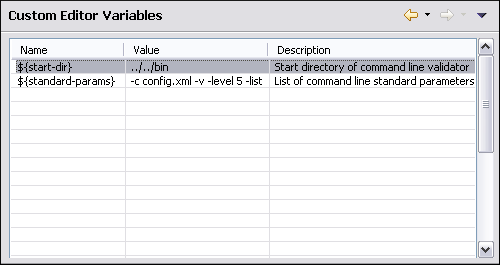 Custom Editor Variables
Name Value Description
${start-dir} ../../bin Start directory of command line validator
${standard-params} -c config.xml -v -level 5 -list List of command line standard parameters